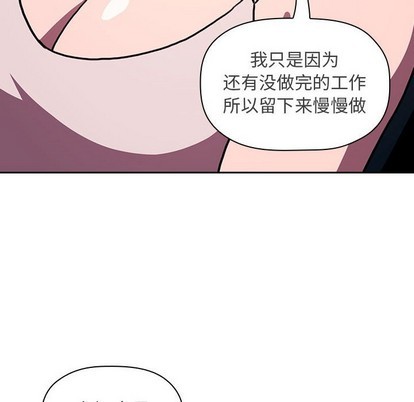 我只是因为
还有没做完的工作
所以留下来慢慢做